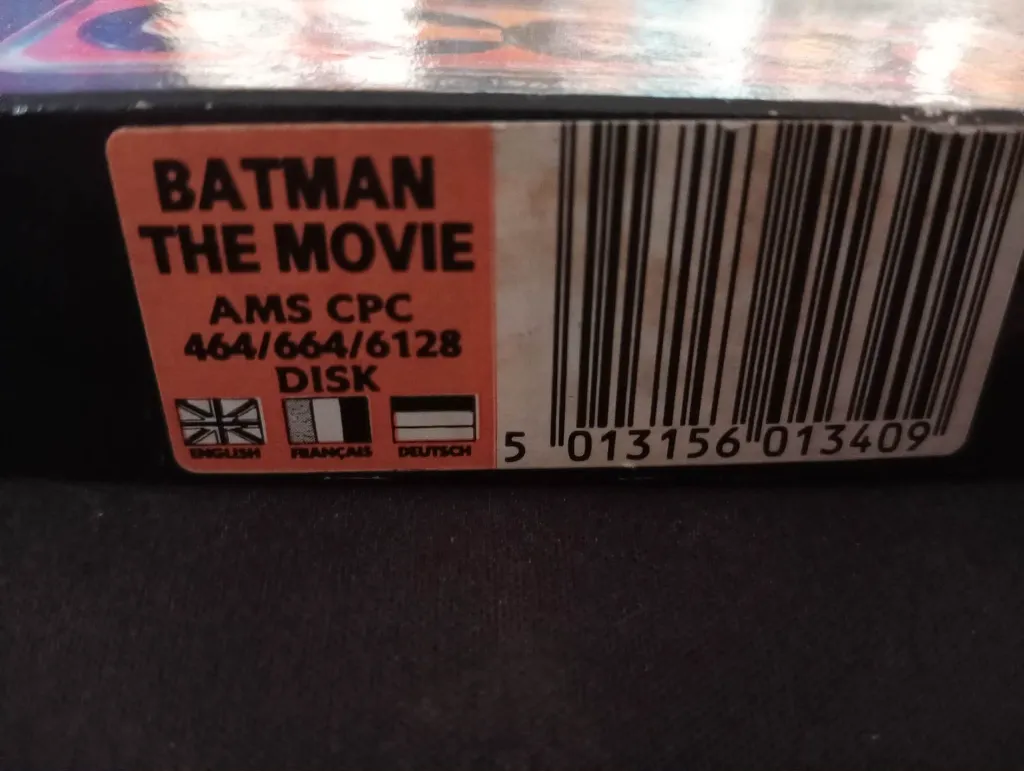 BATMAN
THE MOVIE
AMS CPC
464/664/6128
DISK
ENGLISH FRANÇAIS DEUTSCH
5 013156 013409